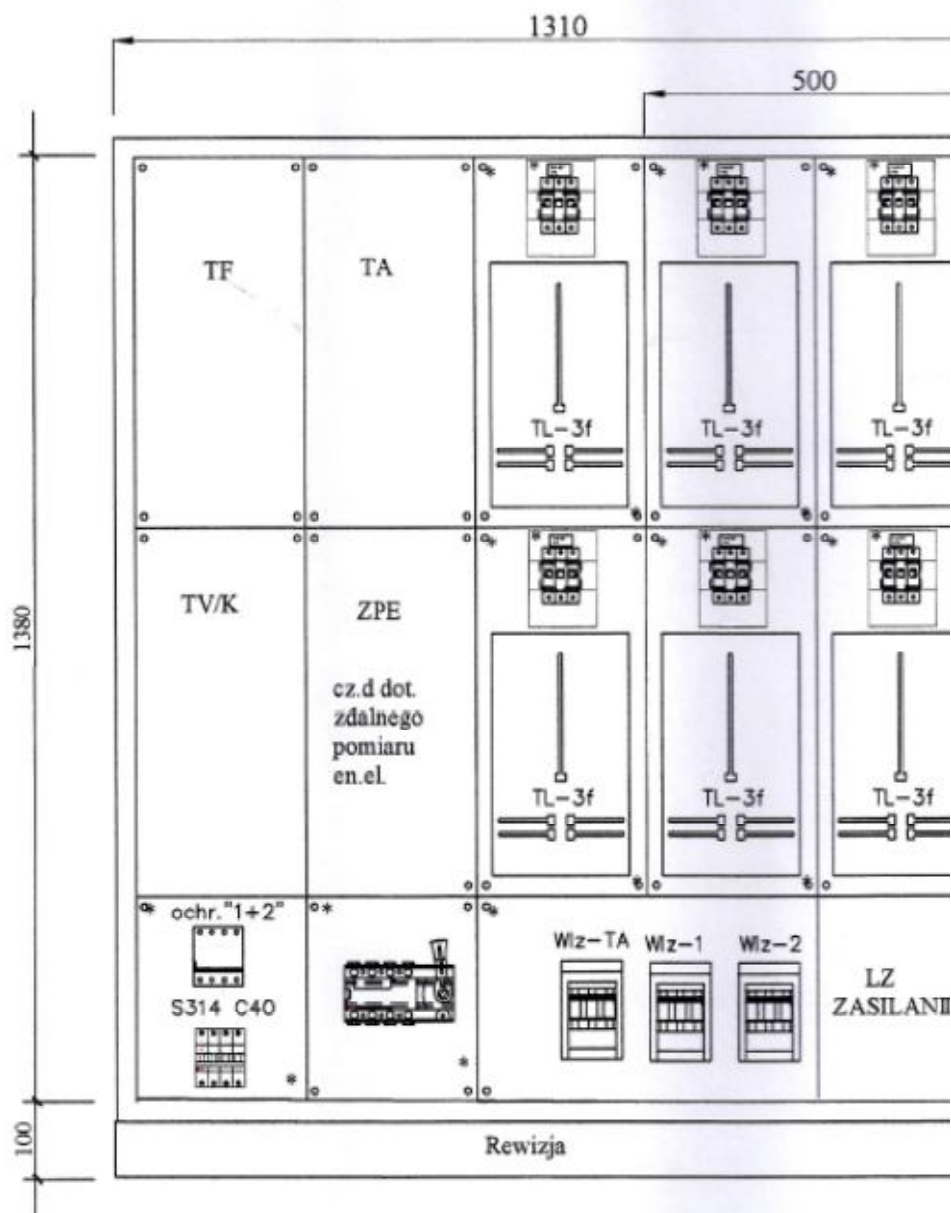 1310
500
TF
TA
TL-3f
TL-3f
TL-3f
1380
TV/K
ZPE
cz.d dot.
zdalnego
pomiaru
en.el.
TL-3f
TL-3f
TL-3f
ochr."1+2"
S314 C40
Wlz-TA
Wlz-1
Wlz-2
LZ
ZASILANIE
100
Rewizja